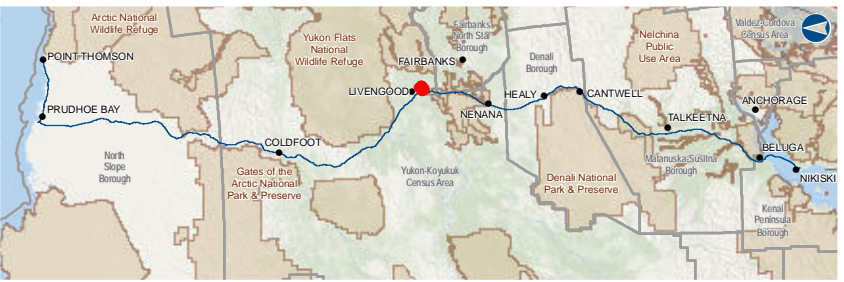 Arctic National
Wildlife Refuge
POINT THOMSON
PRUDHOE BAY
North
Slope
Borough
COLDFOOT
Gates of the
Arctic National
Park & Preserve
Yukon Flats
National
Wildlife Refuge
LIVENGOOD
FAIRBANKS
Fairbanks
North Star
Borough
NENANA
Yukon-Koyukuk
Census Area
Denali
Borough
HEALY
CANTWELL
Denali National
Park & Preserve
Nelchina
Public
Use Area
TALKEETNA
Matanuska-Susitna
Borough
Valdez-Cordova
Census Area
ANCHORAGE
BELUGA
NIKISKI
Kenai
Peninsula
Borough